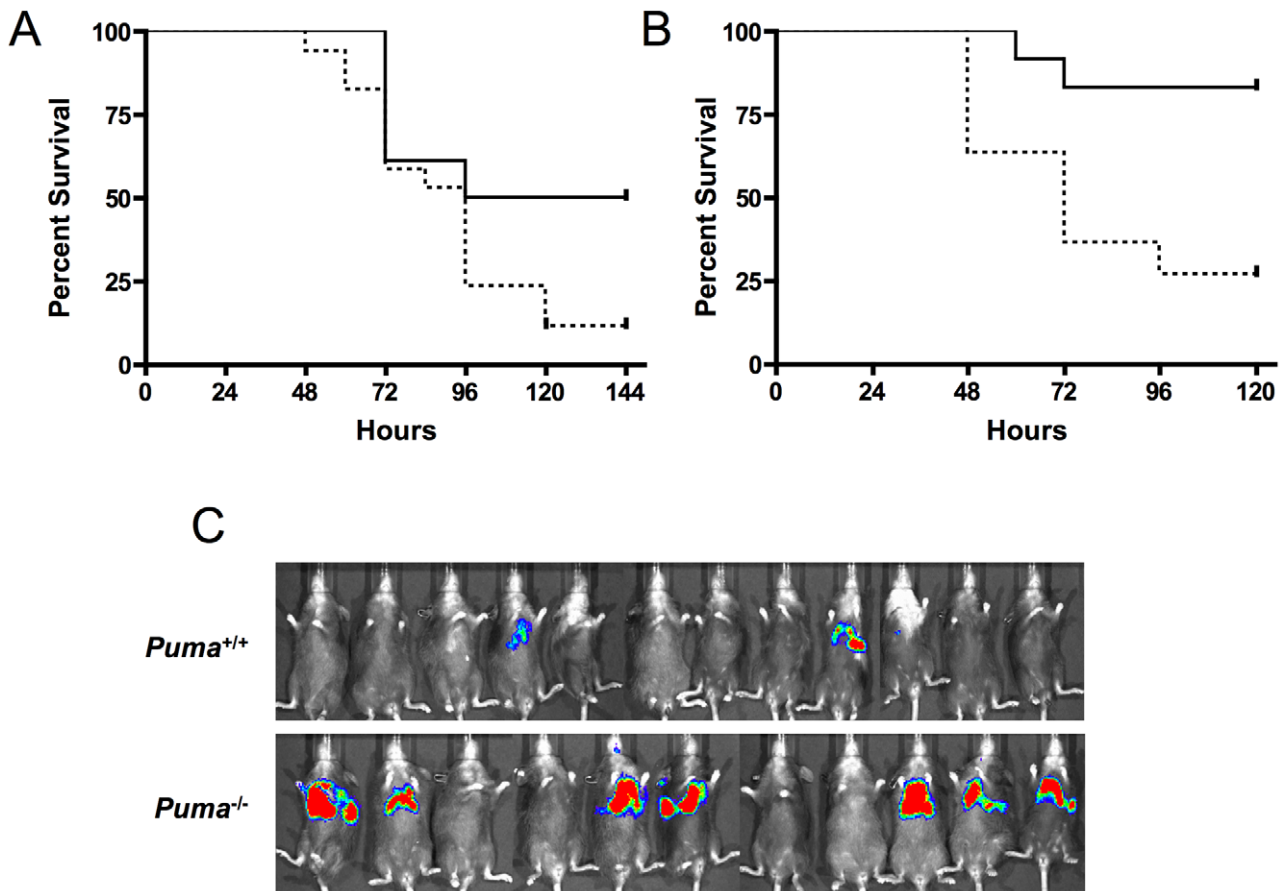 A
B
100
75
50
25
0
Percent Survival
0 24 48 72 96 120 144
Hours
100
75
50
25
0
Percent Survival
0 24 48 72 96 120
Hours
C
Puma+/+
Puma-/-